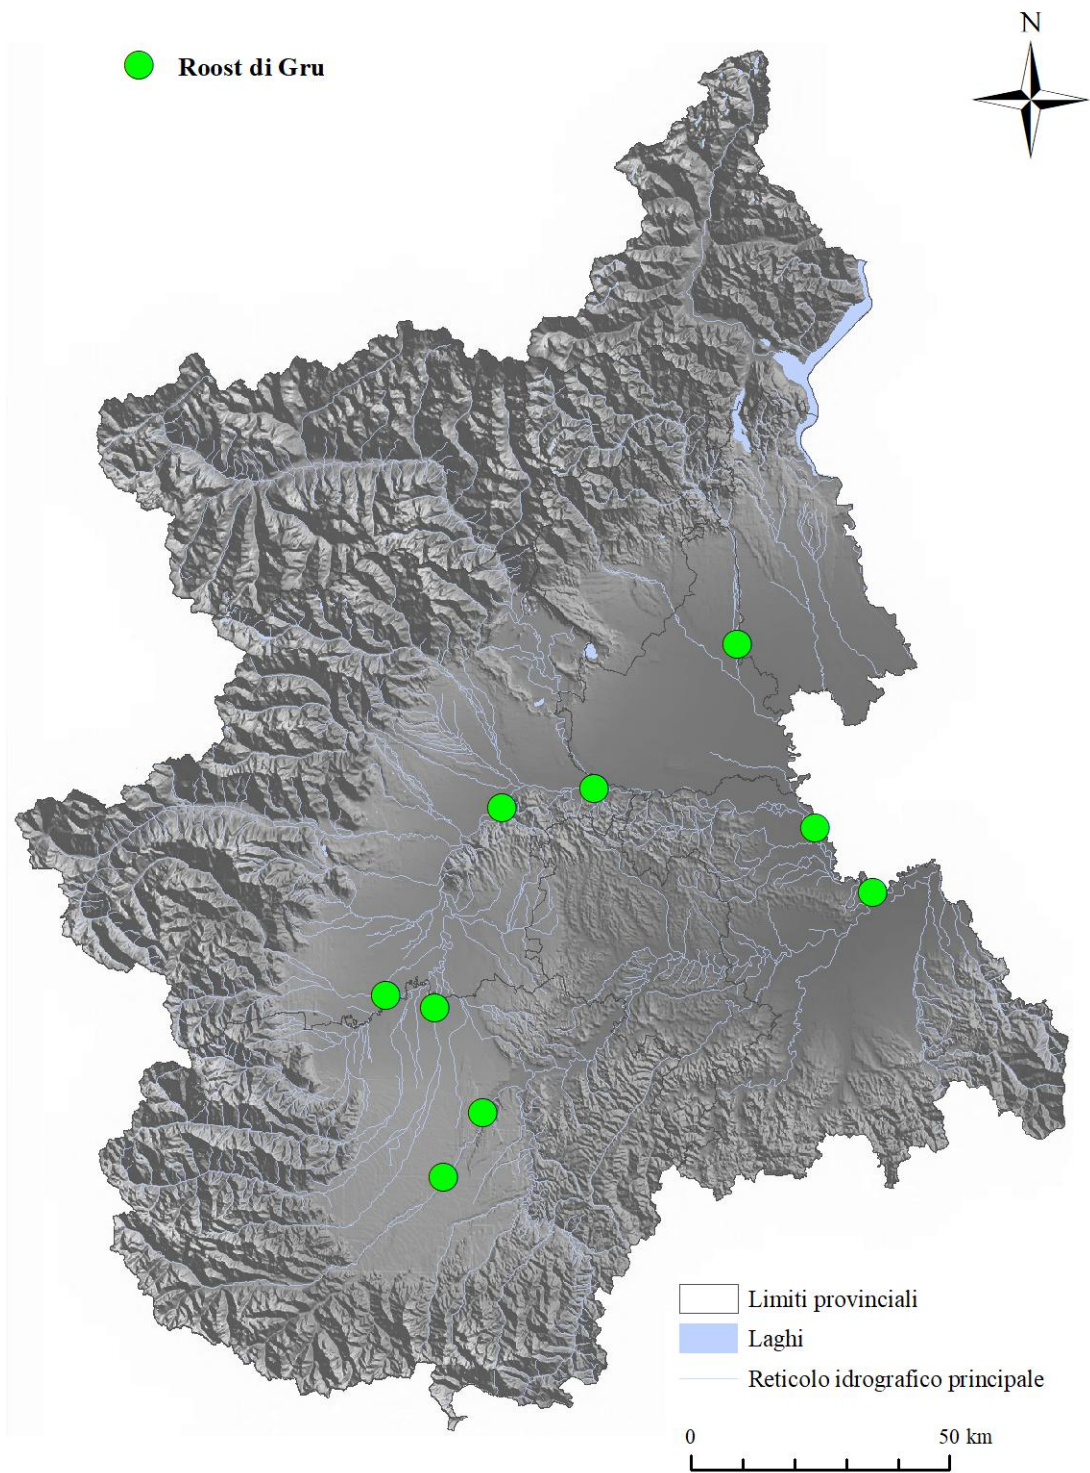 N
Roost di Gru
Limiti provinciali
Laghi
Reticolo idrografico principale
0 50 km